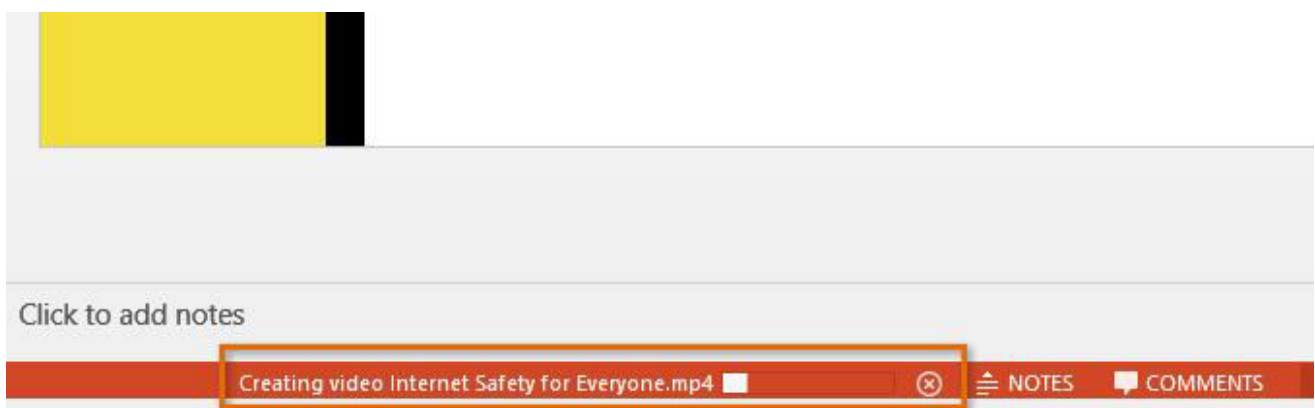 Click to add notes
Creating video Internet Safety for Everyone.mp4 NOTES COMMENTS